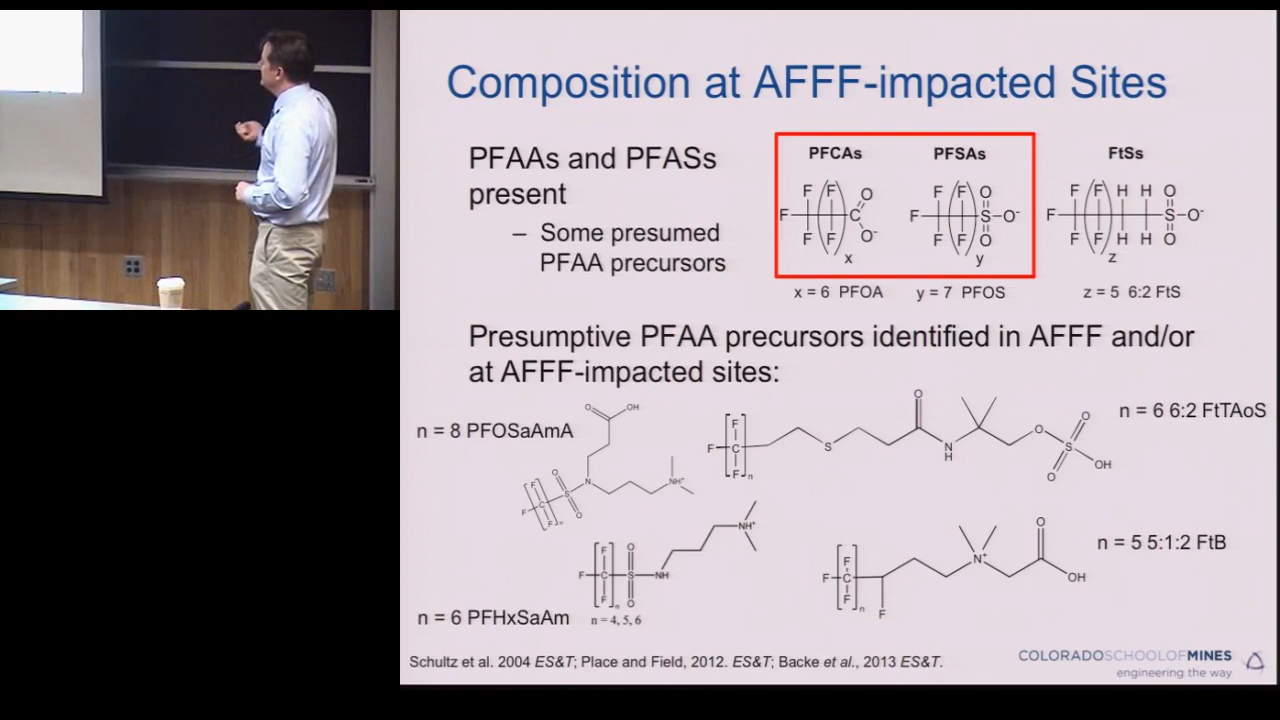 Composition at AFFF-impacted Sites
PFAAs and PFASs
present
– Some presumed
PFAA precursors
PFCAs
PFSAs
FtSs
F F O
F C
F F O-
x
F F O
F S O-
F F O
y
F F H H O
F S O-
F F H H O
z
x = 6 PFOA
y = 7 PFOS
z = 5 6:2 FtS
Presumptive PFAA precursors identified in AFFF and/or
at AFFF-impacted sites:
n = 8 PFOSaAmA
O OH
F O N NH+
F C S
F n O
n = 6 6:2 FtTAoS
F O O O
F C S N H O S
F n O OH
F O NH+
F C S NH
F n O
n = 4, 5, 6
n = 6 PFHxSaAm
n = 5 5:1:2 FtB
F O
F C N+ OH
F n F
Schultz et al. 2004 ES&T; Place and Field, 2012. ES&T; Backe et al., 2013 ES&T.
COLORADOSCHOOLOFMINES
engineering the way